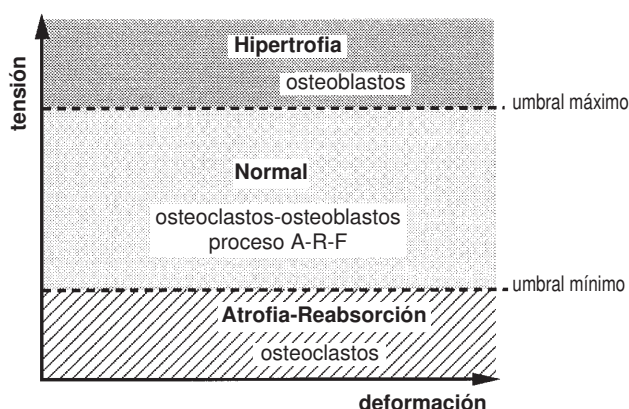 tensión
Hipertrofia
osteoblastos
umbral máximo
Normal
osteoclastos-osteoblastos
proceso A-R-F
umbral mínimo
Atrofia-Reabsorción
osteoclastos
deformación